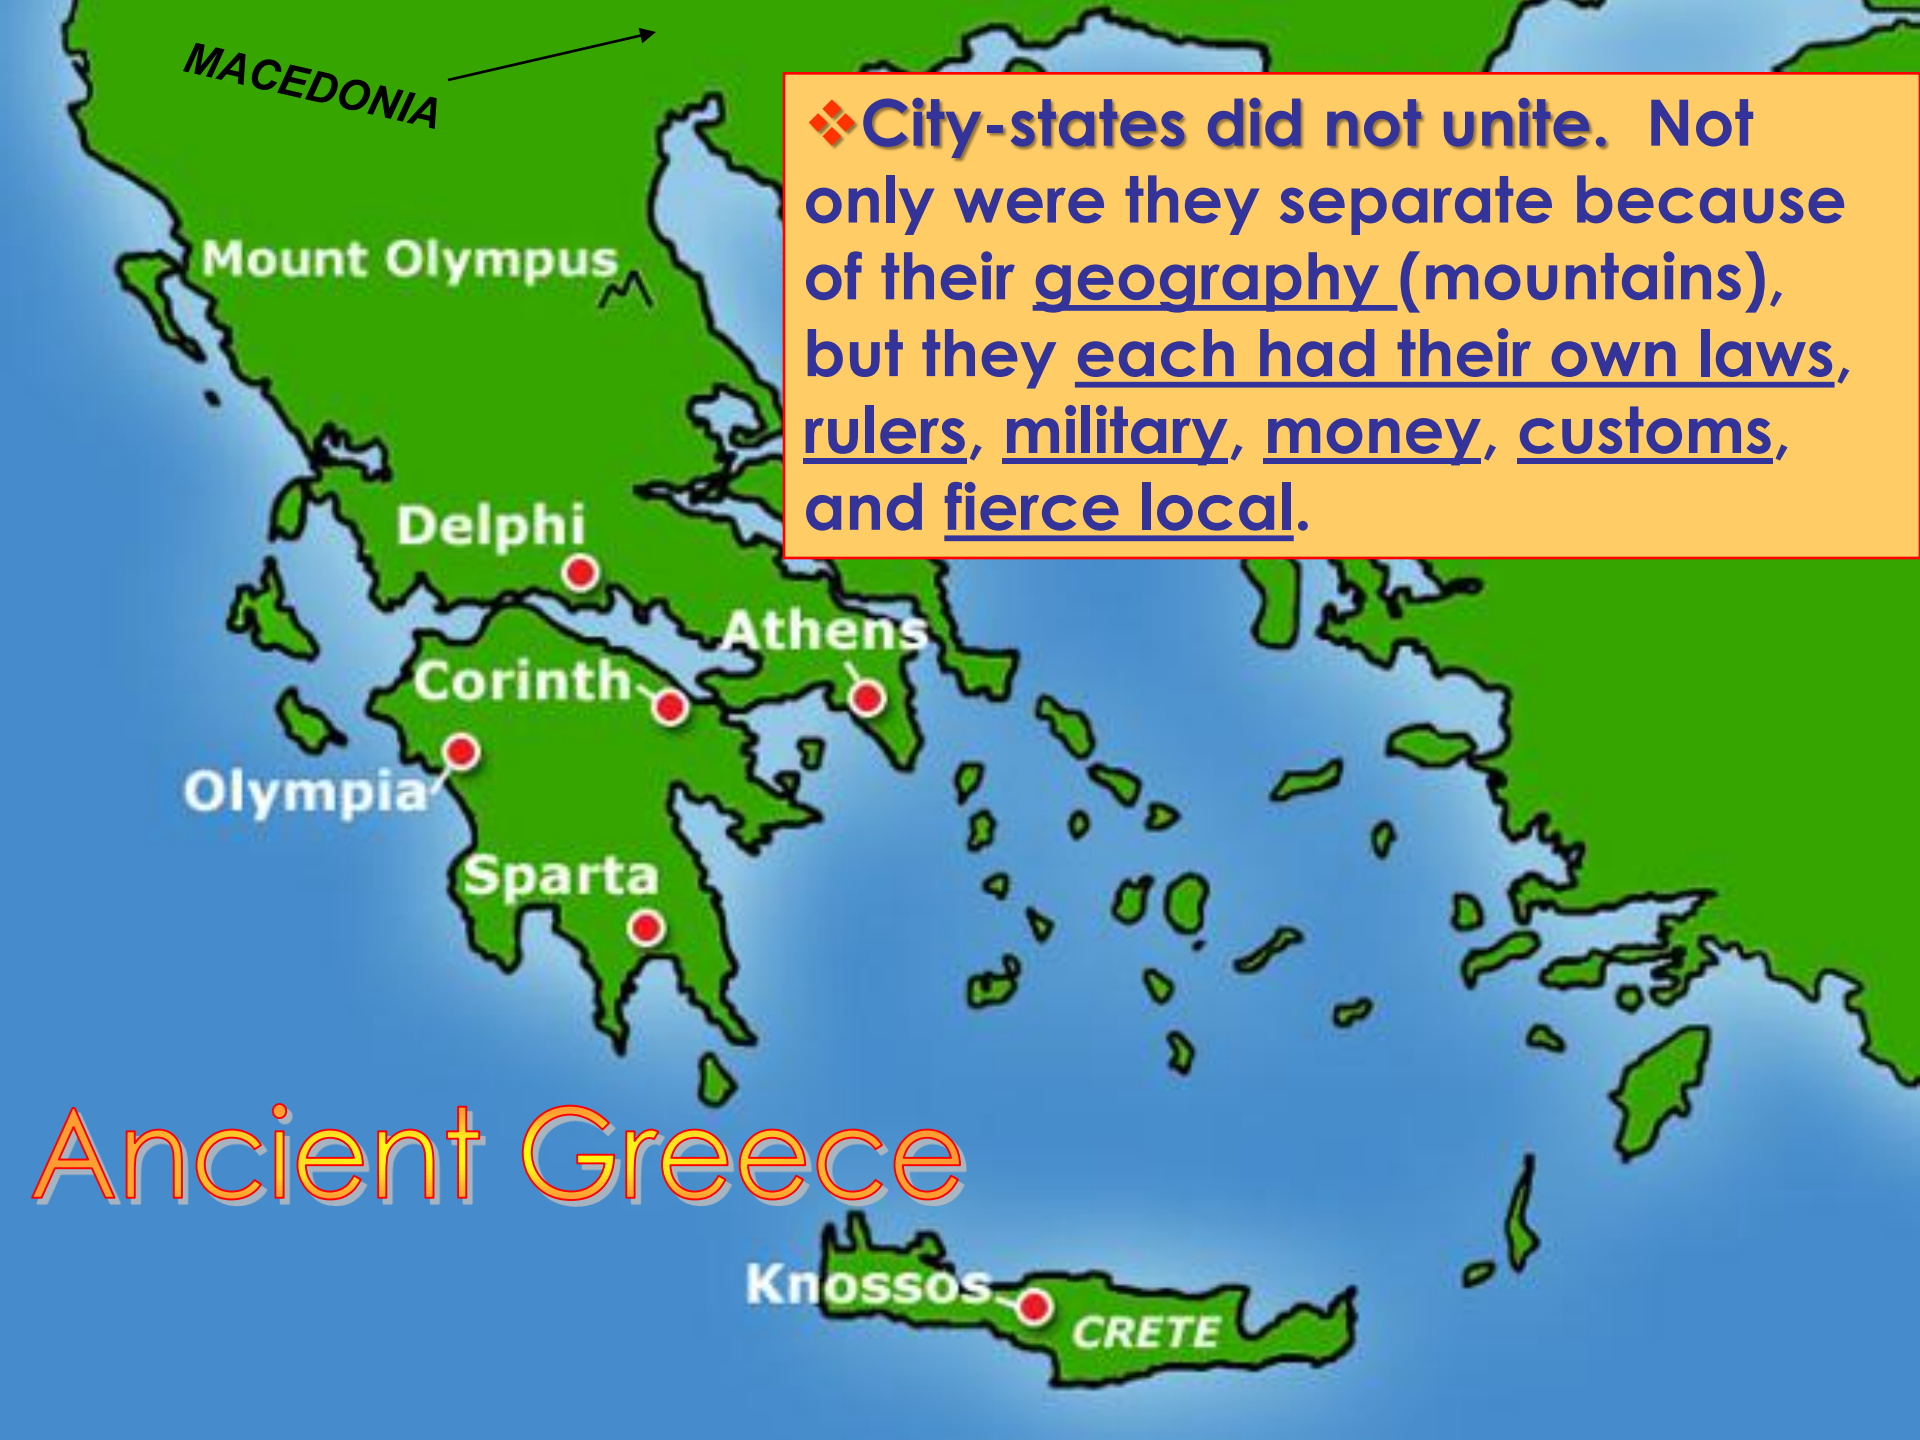 MACEDONIA
❖City-states did not unite. Not
only were they separate because
of their geography (mountains),
but they each had their own laws,
rulers, military, money, customs,
and fierce local.
Mount Olympus
Delphi
Athens
Corinth
Olympia
Sparta
Ancient Greece
Knossos
CRETE